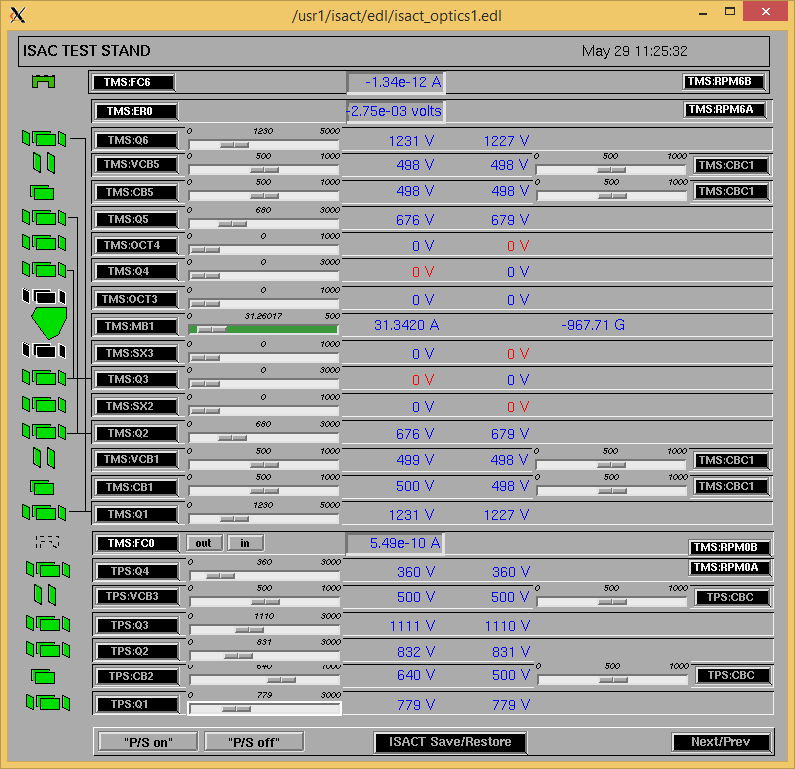 /usr1/isact/edl/isact_optics1.edl
ISAC TEST STAND May 29 11:25:32
TMS:FC6 -1.34e-12 A TMS:RPM6B
TMS:ER0 -2.75e-03 volts TMS:RPM6A
0 1230 5000
TMS:Q6 1231 V 1227 V
0 500 1000 0 500 1000
TMS:VCB5 498 V 498 V TMS:CBC1
0 500 1000 0 500 1000
TMS:CB5 498 V 498 V TMS:CBC1
0 680 3000
TMS:Q5 676 V 679 V
0 0 1000
TMS:OCT4 0 V 0 V
0 0 3000
TMS:Q4 0 V 0 V
0 0 1000
TMS:OCT3 0 V 0 V
0 31.26017 500
TMS:MB1 31.3420 A -967.71 G
0 0 1000
TMS:SX3 0 V 0 V
0 0 3000
TMS:Q3 0 V 0 V
0 0 1000
TMS:SX2 0 V 0 V
0 680 3000
TMS:Q2 676 V 679 V
0 500 1000 0 500 1000
TMS:VCB1 499 V 498 V TMS:CBC1
0 500 1000 0 500 1000
TMS:CB1 500 V 498 V TMS:CBC1
0 1230 5000
TMS:Q1 1231 V 1227 V
TMS:FC0 out in 5.49e-10 A TMS:RPM0B
0 360 3000 TMS:RPM0A
TPS:Q4 360 V 360 V
0 500 1000 0 500 1000
TPS:VCB3 500 V 500 V TPS:CBC
0 1110 3000
TPS:Q3 1111 V 1110 V
0 831 3000
TPS:Q2 832 V 831 V
0 640 1000 0 500 1000
TPS:CB2 640 V 500 V TPS:CBC
0 779 3000
TPS:Q1 779 V 779 V
"P/S on" "P/S off" ISACT Save/Restore Next/Prev